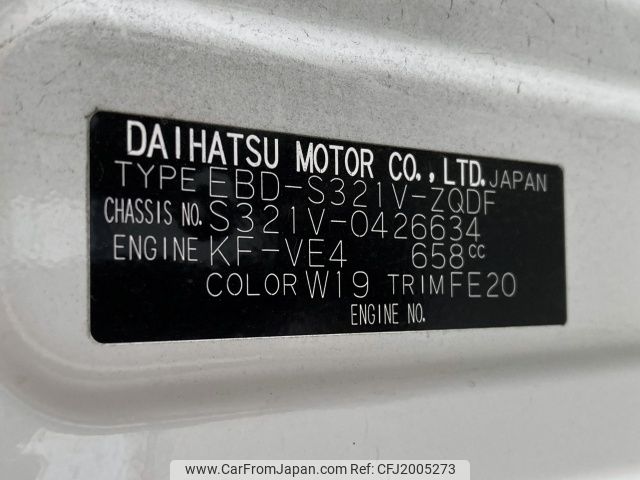 DAIHATSU MOTOR CO.,LTD. JAPAN
TYPE EBD-S321V-ZQDF
CHASSIS NO. S321V-0426634
ENGINE KF-VE4 658cc
COLOR W19 TRIM FE20
ENGINE NO.
www.CarFromJapan.com | Ref-No: CFJ2005273